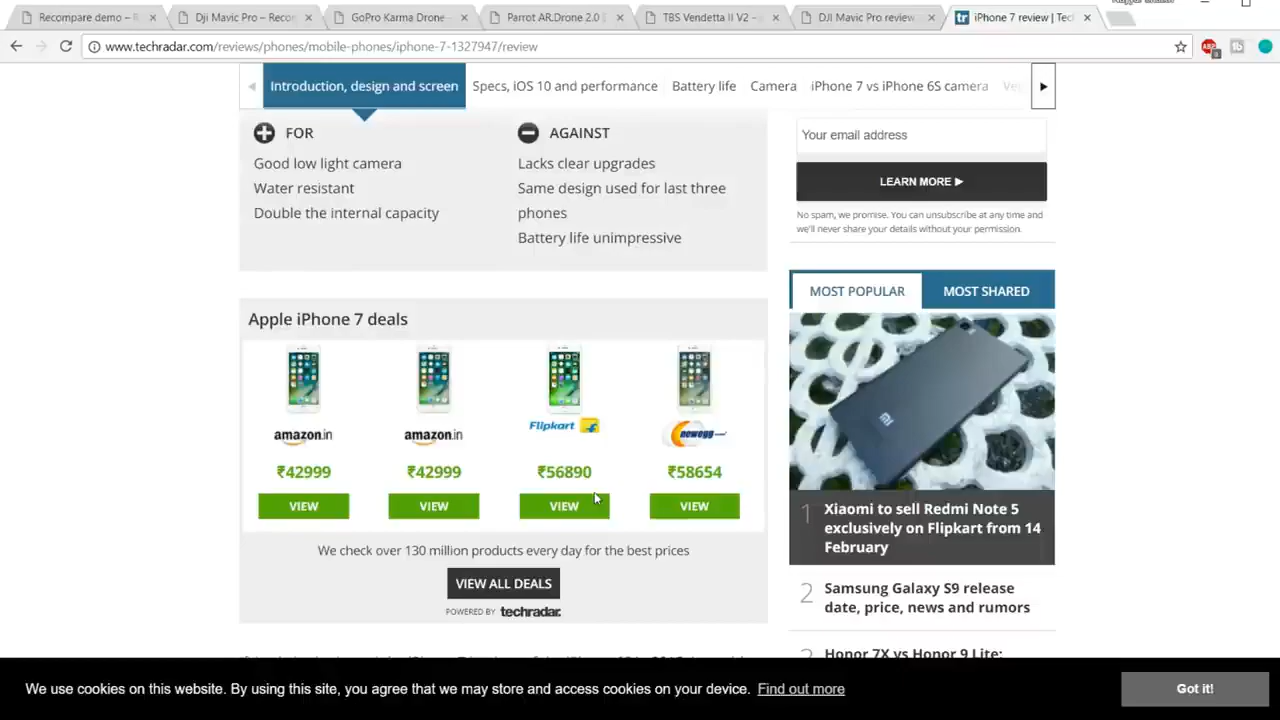 Recompare demo – R
Dji Mavic Pro – Reco
GoPro Karma Drone
Parrot AR.Drone 2.0
TBS Vendetta II V2 –
DJI Mavic Pro review
iPhone 7 review | Tec
www.techradar.com/reviews/phones/mobile-phones/iphone-7-1327947/review
Introduction, design and screen Specs, iOS 10 and performance Battery life Camera iPhone 7 vs iPhone 6S camera
FOR
Good low light camera
Water resistant
Double the internal capacity
AGAINST
Lacks clear upgrades
Same design used for last three
phones
Battery life unimpressive
Apple iPhone 7 deals
amazon.in amazon.in Flipkart newegg.com
₹42999 ₹42999 ₹56890 ₹58654
VIEW VIEW VIEW VIEW
We check over 130 million products every day for the best prices
VIEW ALL DEALS
POWERED BY techradar.
Your email address
LEARN MORE ▶
No spam, we promise. You can unsubscribe at any time and
we'll never share your details without your permission.
MOST POPULAR MOST SHARED
1 Xiaomi to sell Redmi Note 5
exclusively on Flipkart from 14
February
2 Samsung Galaxy S9 release
date, price, news and rumors
Honor 7X vs Honor 9 Lite:
We use cookies on this website. By using this site, you agree that we may store and access cookies on your device. Find out more
Got it!